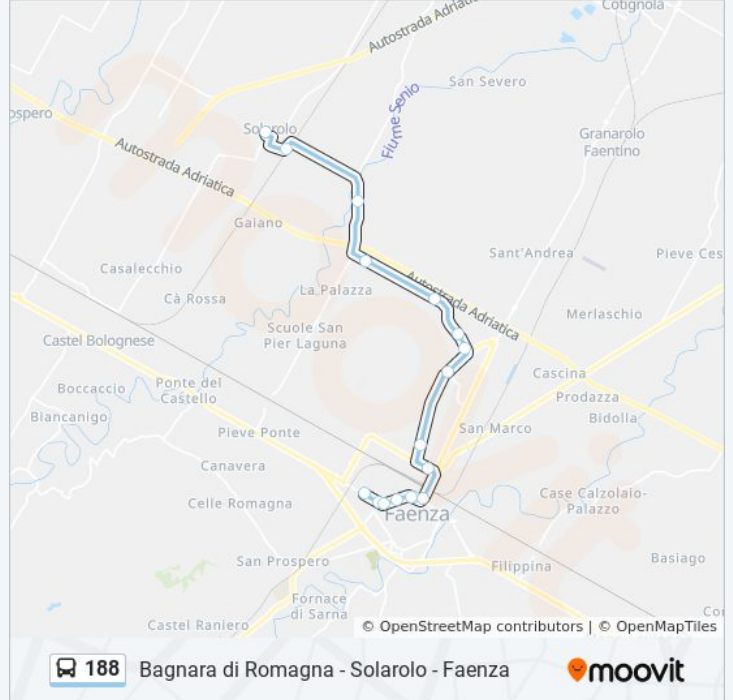 Cotignola
Autostrada Adriatica
San Severo
ospero
Solarolo
Fiume Senio
Granarolo
Faentino
Autostrada Adriatica
Gaiano
Sant'Andrea
Pieve Ces
Casalecchio
Autostrada Adriatica
La Palazza
Cà Rossa
Merlaschio
Scuole San
Pier Laguna
Castel Bolognese
Cascina
Ponte del
Castello
Boccaccio
Prodazza
Biancanigo
Bidolla
San Marco
Pieve Ponte
Canavera
Case Calzolaio-
Palazzo
Celle Romagna
Faenza
San Prospero
Basiago
Filippina
Fornace
di Sarna
Castel Raniero
Co
© OpenStreetMap contributors | © OpenMapTiles
188 Bagnara di Romagna - Solarolo - Faenza
moovit